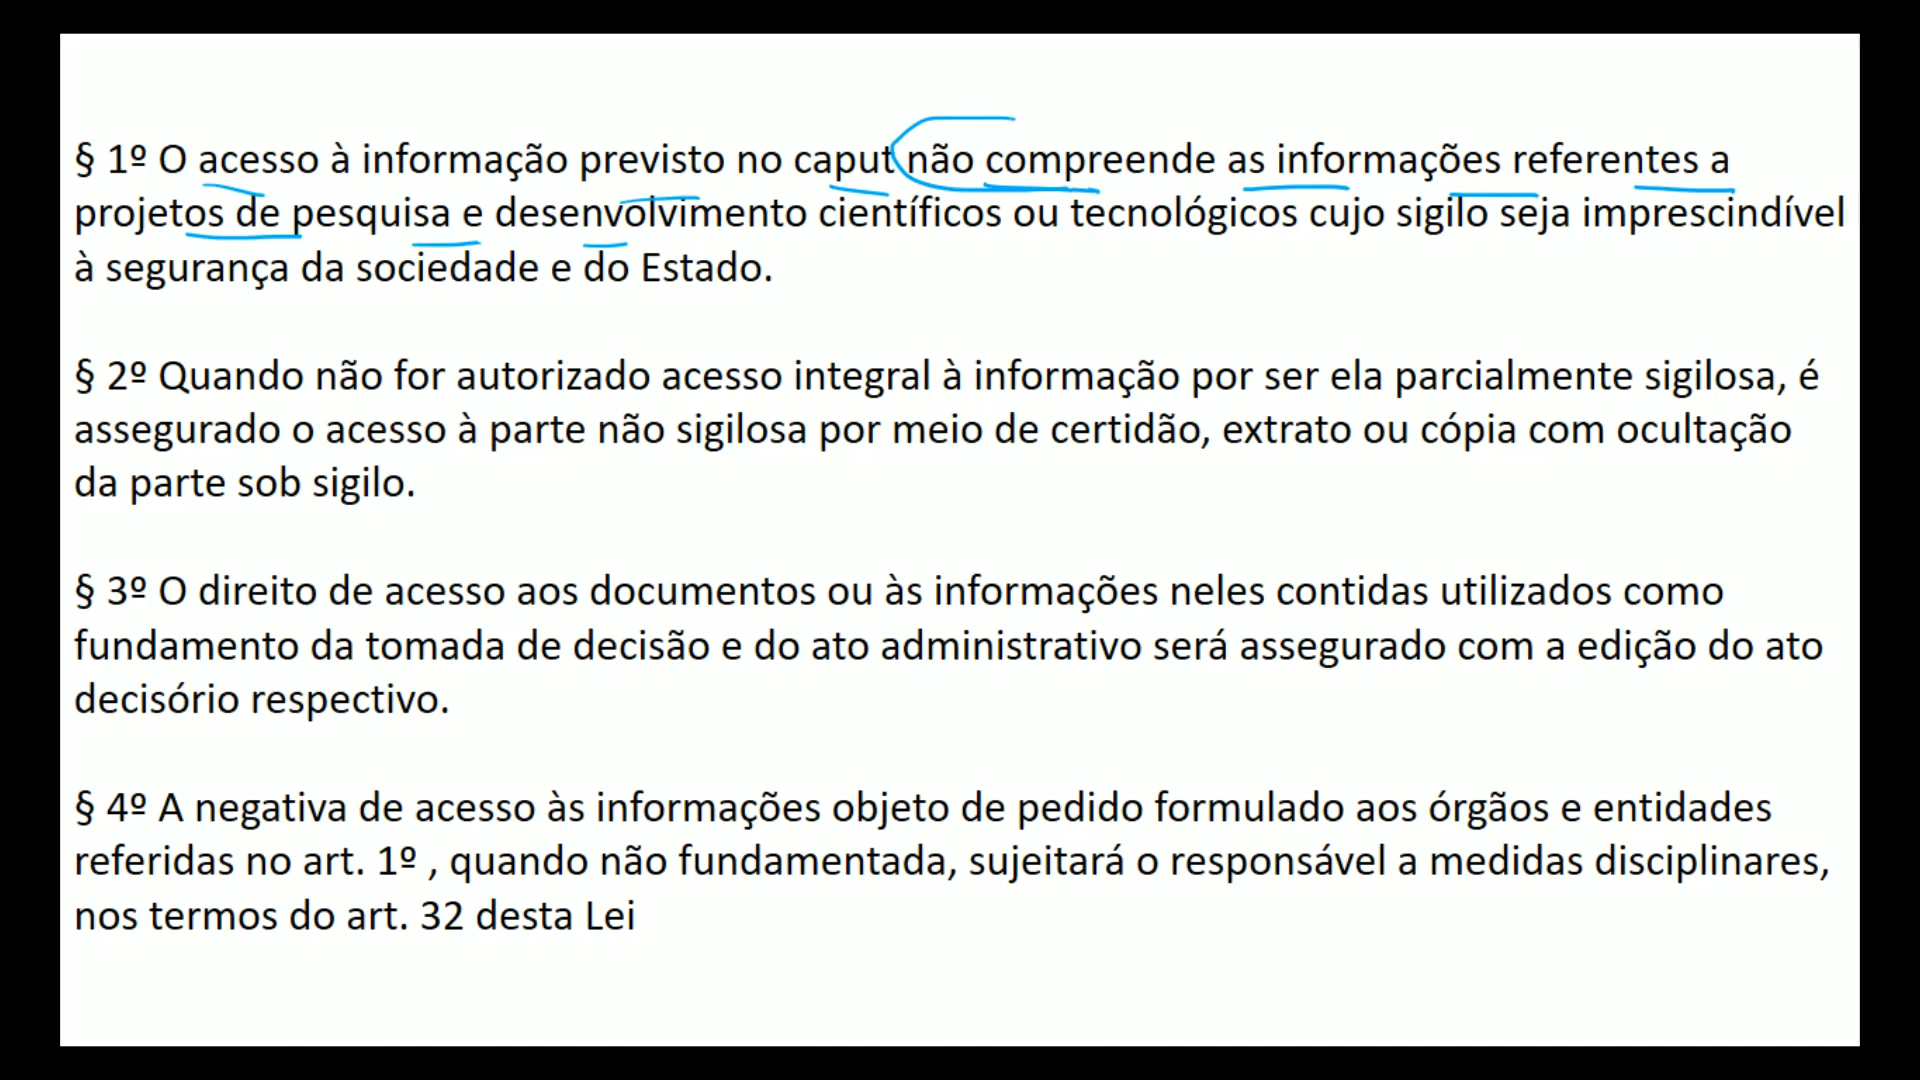 § 1º O acesso à informação previsto no caput não compreende as informações referentes a
projetos de pesquisa e desenvolvimento científicos ou tecnológicos cujo sigilo seja imprescindível
à segurança da sociedade e do Estado.
§ 2º Quando não for autorizado acesso integral à informação por ser ela parcialmente sigilosa, é
assegurado o acesso à parte não sigilosa por meio de certidão, extrato ou cópia com ocultação
da parte sob sigilo.
§ 3º O direito de acesso aos documentos ou às informações neles contidas utilizados como
fundamento da tomada de decisão e do ato administrativo será assegurado com a edição do ato
decisório respectivo.
§ 4º A negativa de acesso às informações objeto de pedido formulado aos órgãos e entidades
referidas no art. 1º , quando não fundamentada, sujeitará o responsável a medidas disciplinares,
nos termos do art. 32 desta Lei